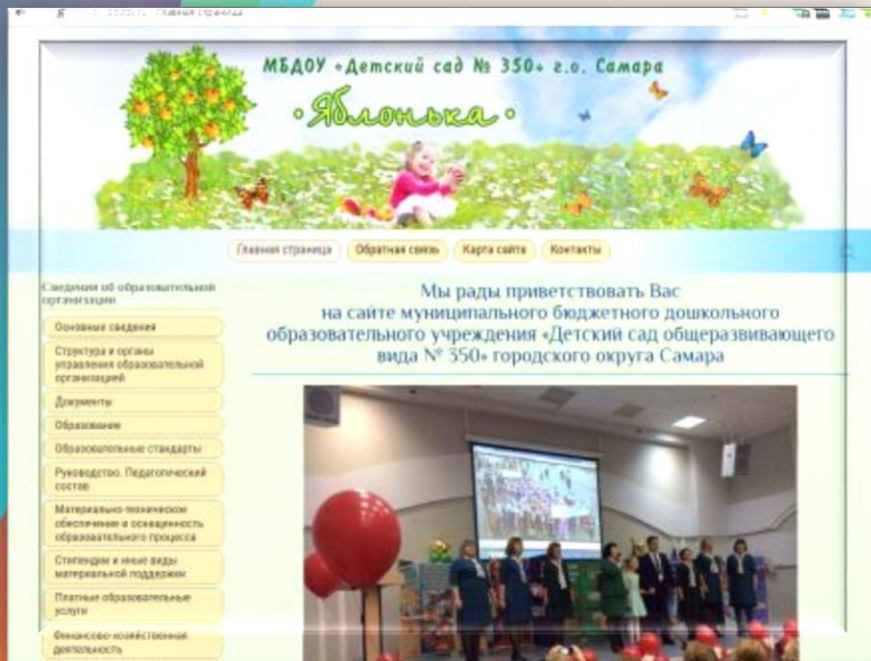 Главная страница
МБДОУ «Детский сад № 350» г.о. Самара
•Яблонька•
Главная страница
Обратная связь
Карта сайта
Контакты
Сведения об образовательной
организации
Основные сведения
Структура и органы
управления образовательной
организацией
Документы
Образование
Образовательные стандарты
Руководство. Педагогический
состав
Материально-техническое
обеспечение и оснащенность
образовательного процесса
Стипендии и иные виды
материальной поддержки
Платные образовательные
услуги
Финансово-хозяйственная
деятельность
Мы рады приветствовать Вас
на сайте муниципального бюджетного дошкольного
образовательного учреждения «Детский сад общеразвивающего
вида № 350» городского округа Самара